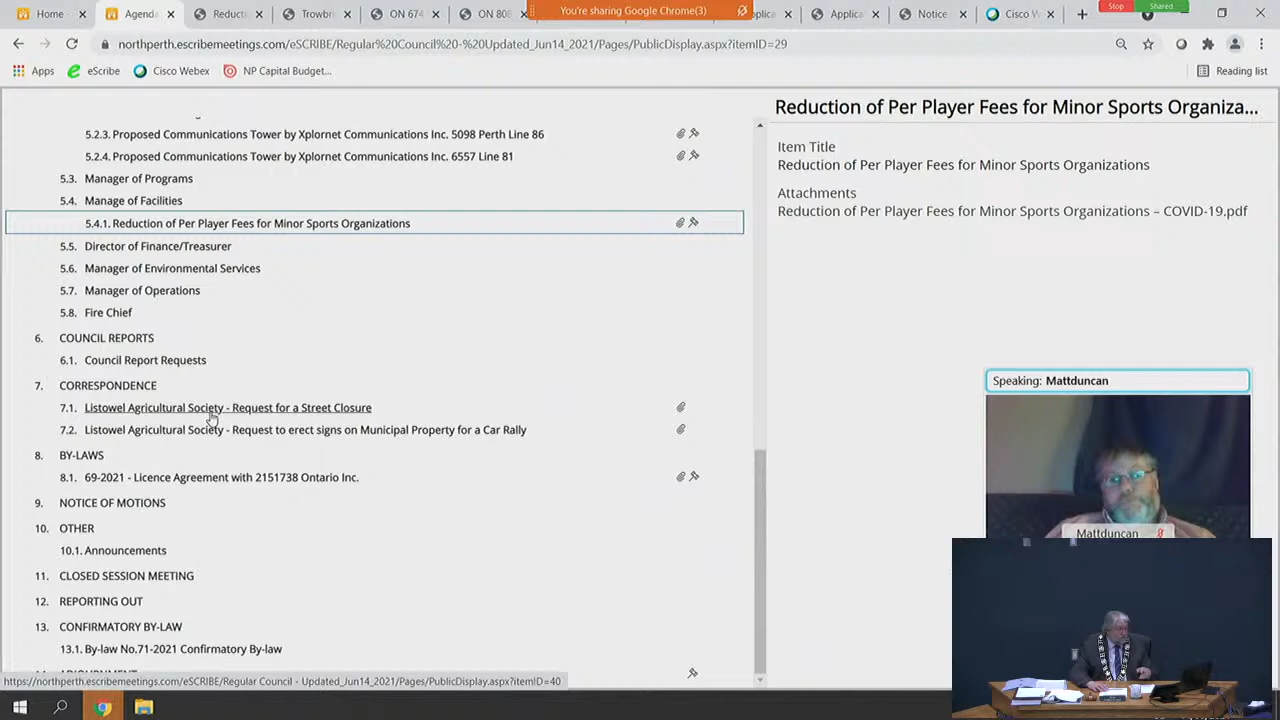 Home
Agenda
Reducti
Trowbri
ON 674
ON 808
You're sharing Google Chrome(3)
Applica
Notice
Cisco W
Stop
Shared
northperth.escribemeetings.com/eSCRIBE/Regular%20Council%20-%20Updated_Jun14_2021/Pages/PublicDisplay.aspx?itemID=29
Apps
eScribe
Cisco Webex
NP Capital Budget...
Reading list
5.2.3. Proposed Communications Tower by Xplornet Communications Inc. 5098 Perth Line 86
5.2.4. Proposed Communications Tower by Xplornet Communications Inc. 6557 Line 81
5.3. Manager of Programs
5.4. Manage of Facilities
5.4.1. Reduction of Per Player Fees for Minor Sports Organizations
5.5. Director of Finance/Treasurer
5.6. Manager of Environmental Services
5.7. Manager of Operations
5.8. Fire Chief
6. COUNCIL REPORTS
6.1. Council Report Requests
7. CORRESPONDENCE
7.1. Listowel Agricultural Society - Request for a Street Closure
7.2. Listowel Agricultural Society - Request to erect signs on Municipal Property for a Car Rally
8. BY-LAWS
8.1. 69-2021 - Licence Agreement with 2151738 Ontario Inc.
9. NOTICE OF MOTIONS
10. OTHER
10.1. Announcements
11. CLOSED SESSION MEETING
12. REPORTING OUT
13. CONFIRMATORY BY-LAW
13.1. By-law No.71-2021 Confirmatory By-law
https://northperth.escribemeetings.com/eSCRIBE/Regular Council - Updated_Jun14_2021/Pages/PublicDisplay.aspx?itemID=40
Reduction of Per Player Fees for Minor Sports Organiza...
Item Title
Reduction of Per Player Fees for Minor Sports Organizations
Attachments
Reduction of Per Player Fees for Minor Sports Organizations – COVID-19.pdf
Speaking: Mattduncan
Mattduncan